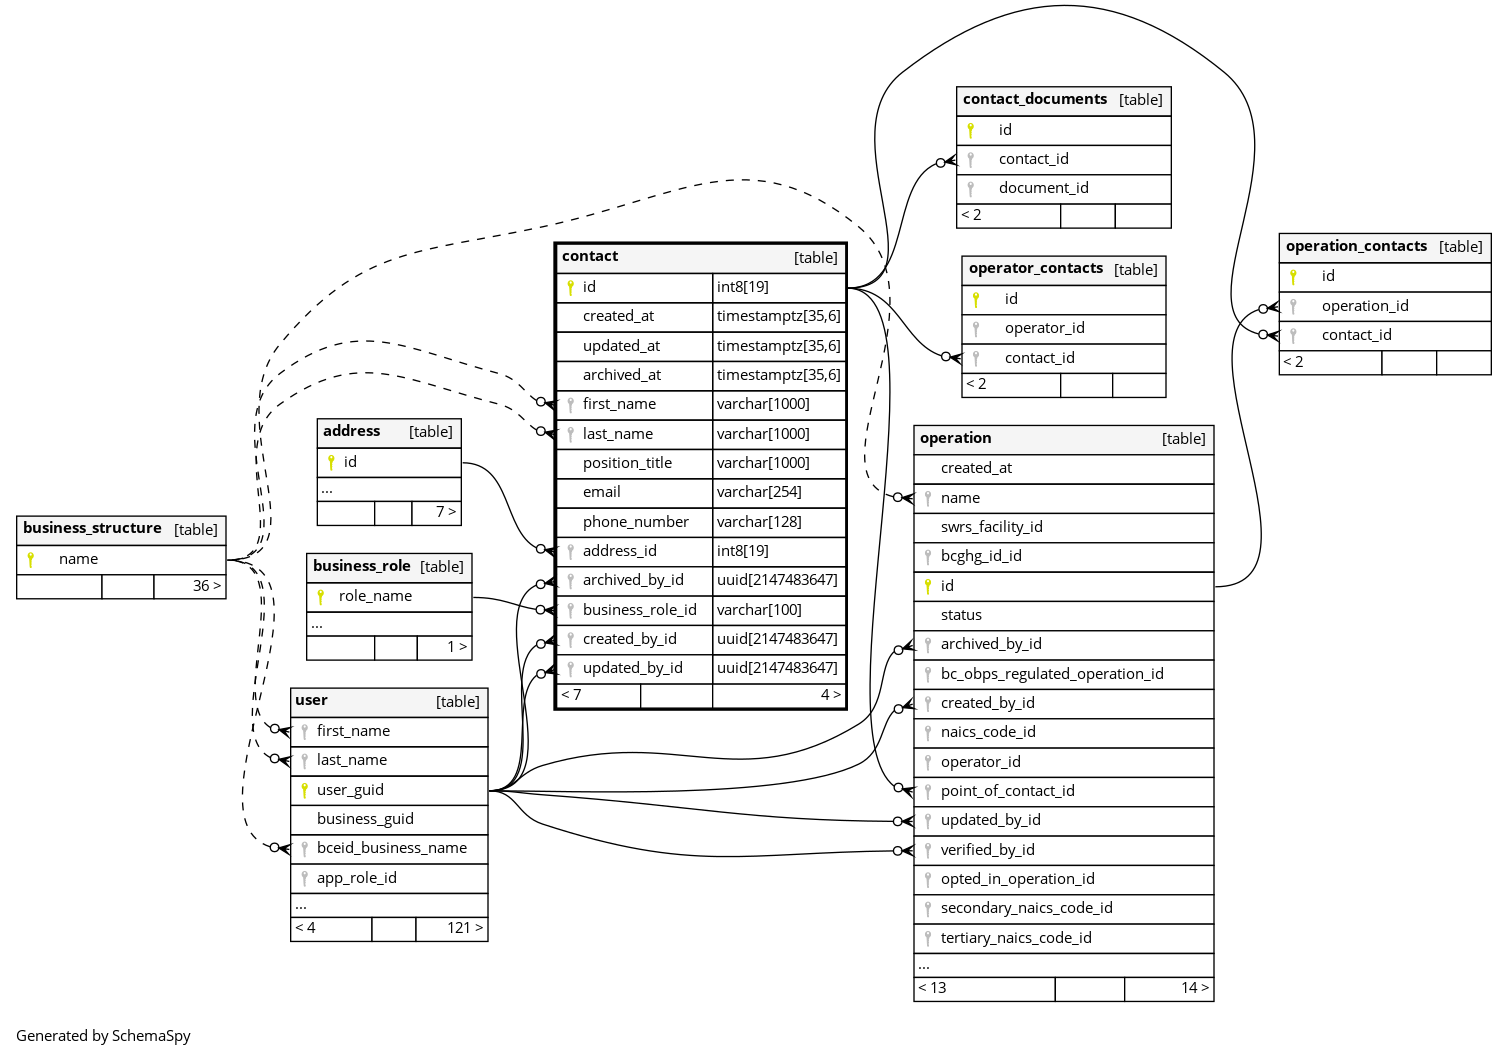 contact_documents [table]
id
contact_id
document_id
< 2
operation_contacts [table]
id
operation_id
contact_id
< 2
operator_contacts [table]
id
operator_id
contact_id
< 2
contact [table]
id int8[19]
created_at timestamptz[35,6]
updated_at timestamptz[35,6]
archived_at timestamptz[35,6]
first_name varchar[1000]
last_name varchar[1000]
position_title varchar[1000]
email varchar[254]
phone_number varchar[128]
address_id int8[19]
archived_by_id uuid[2147483647]
business_role_id varchar[100]
created_by_id uuid[2147483647]
updated_by_id uuid[2147483647]
< 7 4 >
address [table]
id
...
7 >
business_structure [table]
name
36 >
business_role [table]
role_name
...
1 >
user [table]
first_name
last_name
user_guid
business_guid
bceid_business_name
app_role_id
...
< 4 121 >
operation [table]
created_at
name
swrs_facility_id
bcghg_id_id
id
status
archived_by_id
bc_obps_regulated_operation_id
created_by_id
naics_code_id
operator_id
point_of_contact_id
updated_by_id
verified_by_id
opted_in_operation_id
secondary_naics_code_id
tertiary_naics_code_id
...
< 13 14 >
Generated by SchemaSpy